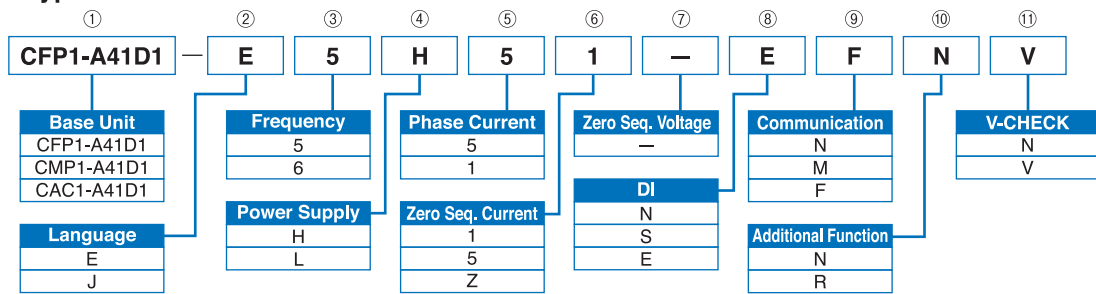 ① ② ③ ④ ⑤ ⑥ ⑦ ⑧ ⑨ ⑩ ⑪
CFP1-A41D1 — E 5 H 5 1 — E F N V
Base Unit
CFP1-A41D1
CMP1-A41D1
CAC1-A41D1
Language
E
J
Frequency
5
6
Power Supply
H
L
Phase Current
5
1
Zero Seq. Current
1
5
Z
Zero Seq. Voltage
—
DI
N
S
E
Communication
N
M
F
Additional Function
N
R
V-CHECK
N
V